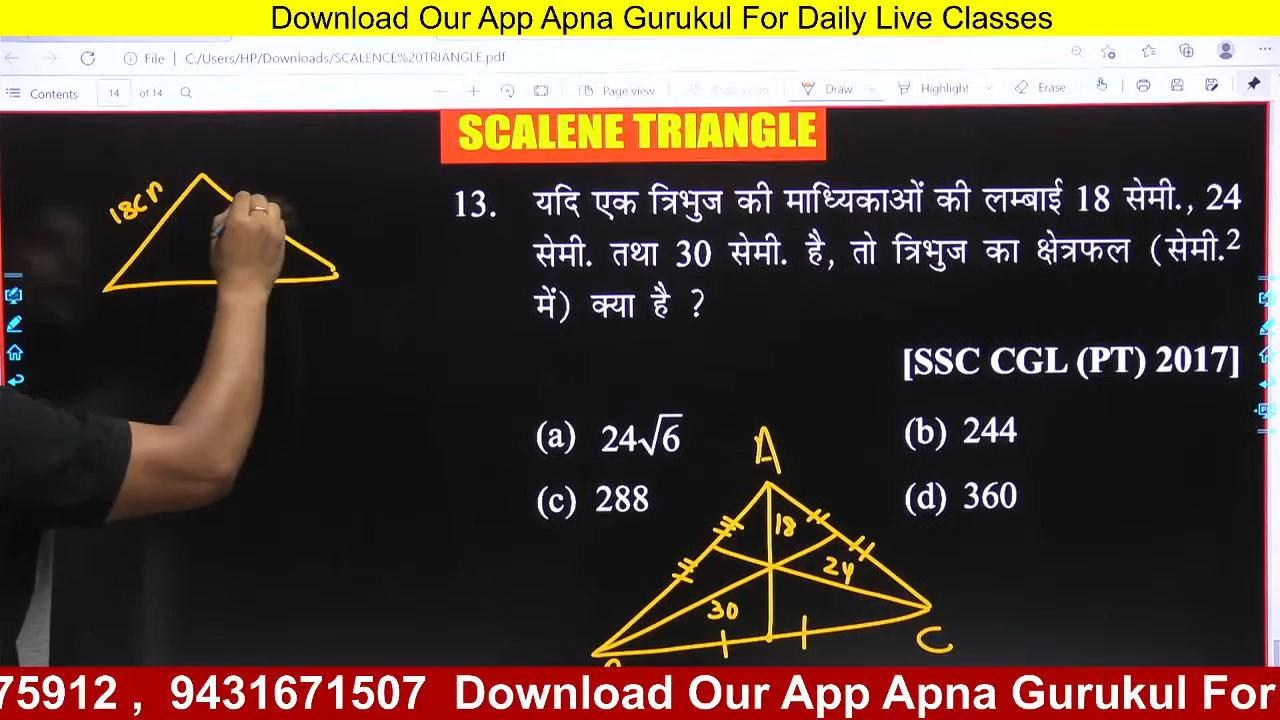 Download Our App Apna Gurukul For Daily Live Classes
File | C:/Users/HP/Downloads/SCALENCE%20TRIANGLE.pdf
Contents 14 of 14 Page view Draw Highlight Erase
SCALENE TRIANGLE
18cm
13. यदि एक त्रिभुज की माध्यिकाओं की लम्बाई 18 सेमी., 24
सेमी. तथा 30 सेमी. है, तो त्रिभुज का क्षेत्रफल (सेमी.²
में) क्या है ?
[SSC CGL (PT) 2017]
(a) 24√6 (b) 244
(c) 288 (d) 360
A
18
24
30
C
75912 , 9431671507 Download Our App Apna Gurukul For